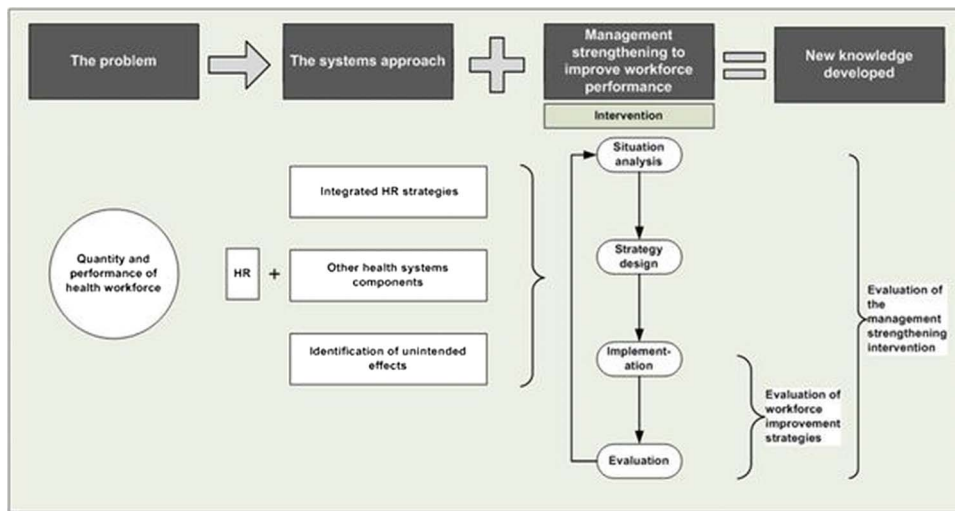 The problem
The systems approach
Management
strengthening to
improve workforce
performance
New knowledge
developed
Intervention
Quantity and
performance of
health workforce
HR
+
Integrated HR strategies
Other health systems
components
Identification of unintended
effects
Situation
analysis
Strategy
design
Implement-
ation
Evaluation
Evaluation of
workforce
improvement
strategies
Evaluation of
the
management
strengthening
intervention